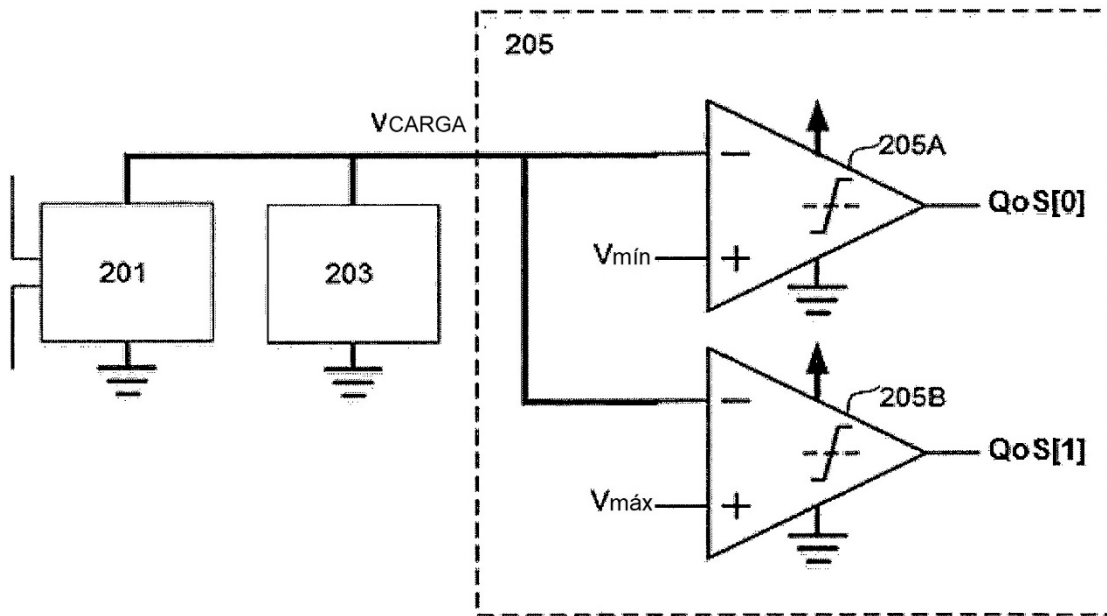 205
VCARGA
205A
QoS[0]
Vmín
201
203
205B
QoS[1]
Vmáx